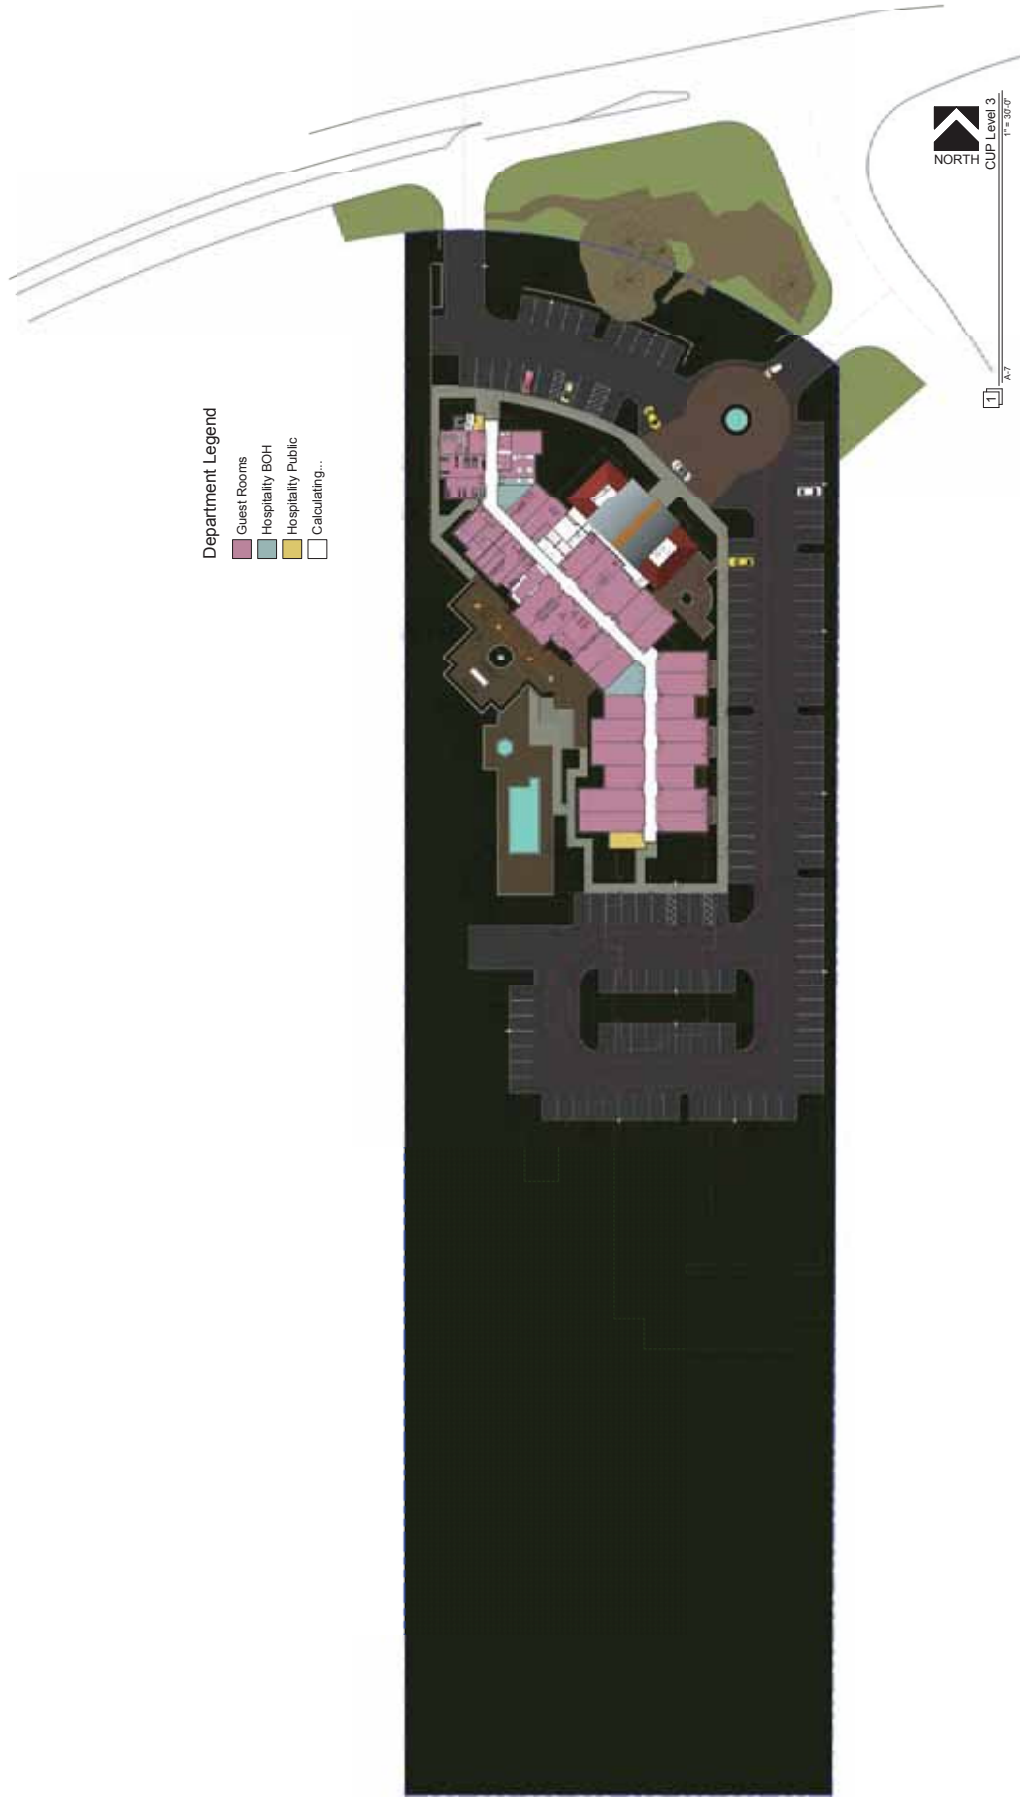 Department Legend
Guest Rooms
Hospitality BOH
Hospitality Public
Calculating...
NORTH
CUP Level 3
1" = 30'-0"
1
A-7